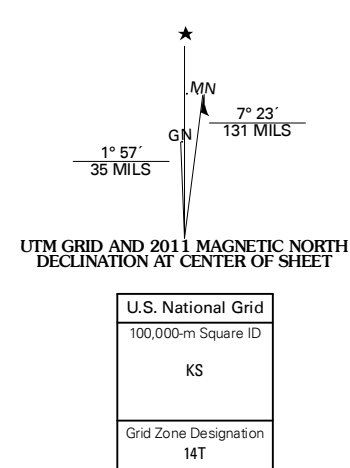 ★
MN
7° 23´
131 MILS
GN
1° 57´
35 MILS
UTM GRID AND 2011 MAGNETIC NORTH
DECLINATION AT CENTER OF SHEET
U.S. National Grid
100,000-m Square ID
KS
Grid Zone Designation
14T